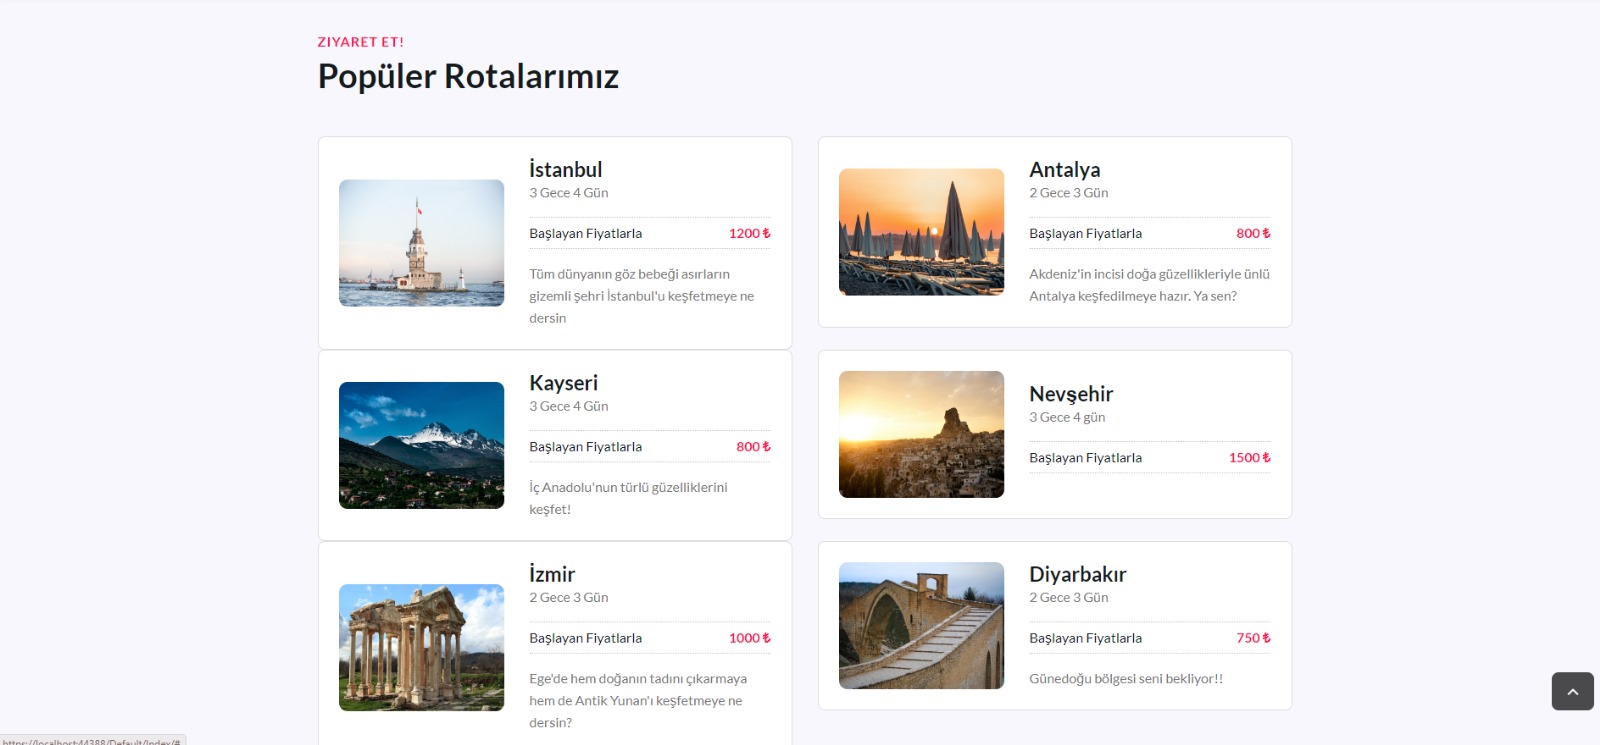 ZIYARET ET!
Popüler Rotalarımız
İstanbul
3 Gece 4 Gün
Başlayan Fiyatlarla 1200 ₺
Tüm dünyanın göz bebeği asırların
gizemli şehri İstanbul'u keşfetmeye ne
dersin
Antalya
2 Gece 3 Gün
Başlayan Fiyatlarla 800 ₺
Akdeniz'in incisi doğa güzellikleriyle ünlü
Antalya keşfedilmeye hazır. Ya sen?
Kayseri
3 Gece 4 Gün
Başlayan Fiyatlarla 800 ₺
İç Anadolu'nun türlü güzelliklerini
keşfet!
Nevşehir
3 Gece 4 gün
Başlayan Fiyatlarla 1500 ₺
İzmir
2 Gece 3 Gün
Başlayan Fiyatlarla 1000 ₺
Ege'de hem doğanın tadını çıkarmaya
hem de Antik Yunan'ı keşfetmeye ne
dersin?
Diyarbakır
2 Gece 3 Gün
Başlayan Fiyatlarla 750 ₺
Günedoğu bölgesi seni bekliyor!!
https://localhost:44388/Default/Index/#